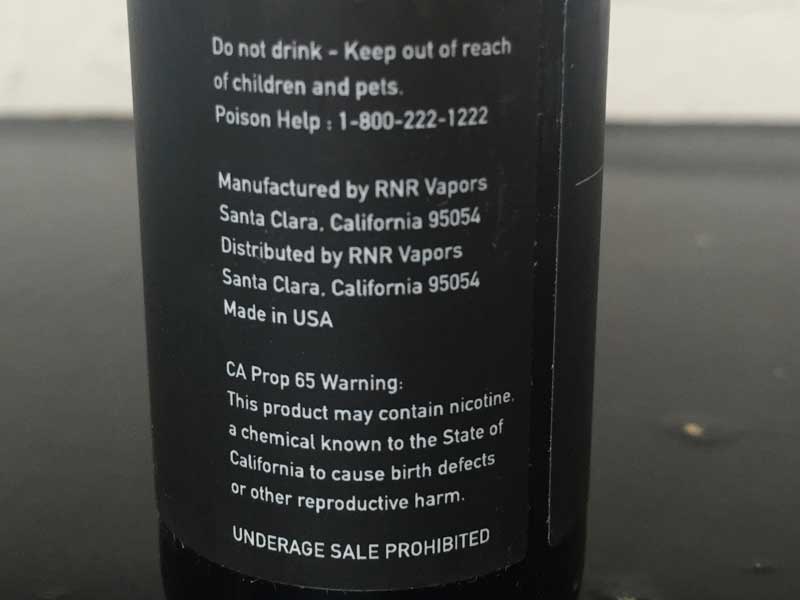 Do not drink - Keep out of reach
of children and pets.
Poison Help : 1-800-222-1222
Manufactured by RNR Vapors
Santa Clara, California 95054
Distributed by RNR Vapors
Santa Clara, California 95054
Made in USA
CA Prop 65 Warning:
This product may contain nicotine,
a chemical known to the State of
California to cause birth defects
or other reproductive harm.
UNDERAGE SALE PROHIBITED